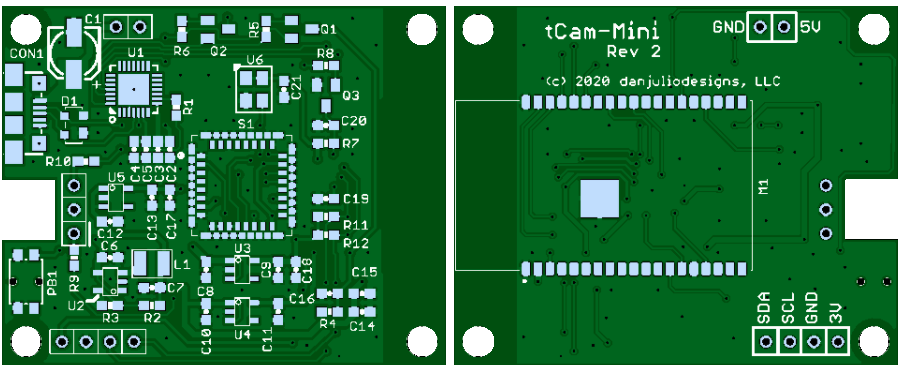 C1
CON1
U1
R6
Q2
R5
Q1
U6
R8
C21
Q3
+
D1
R1
C20
S1
R7
R10
C4
C5
C3
C2
U5
C13
C17
C19
C12
R11
R12
C6
U3
L1
PB1
R9
C7
C8
C9
C18
C15
C16
U2
R3
R2
R4
C14
C10
U4
C11
tCam-Mini
Rev 2
GND
5V
(c) 2020 danjuliodesigns, LLC
M1
SDA
SCL
GND
3V